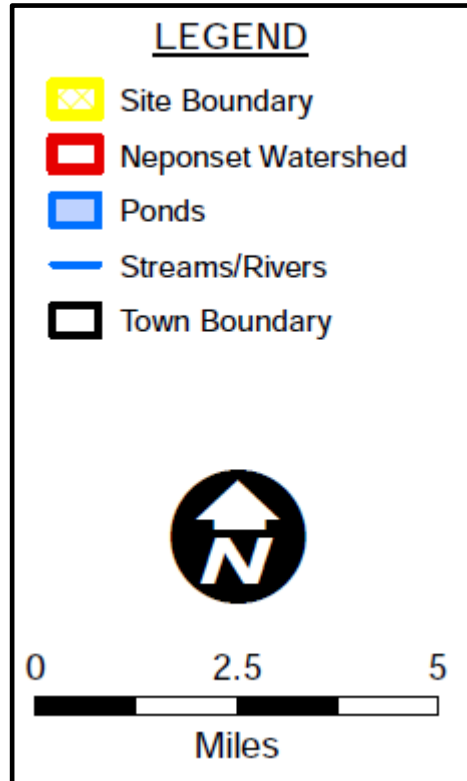 LEGEND
Site Boundary
Neponset Watershed
Ponds
Streams/Rivers
Town Boundary
N
0 2.5 5
Miles